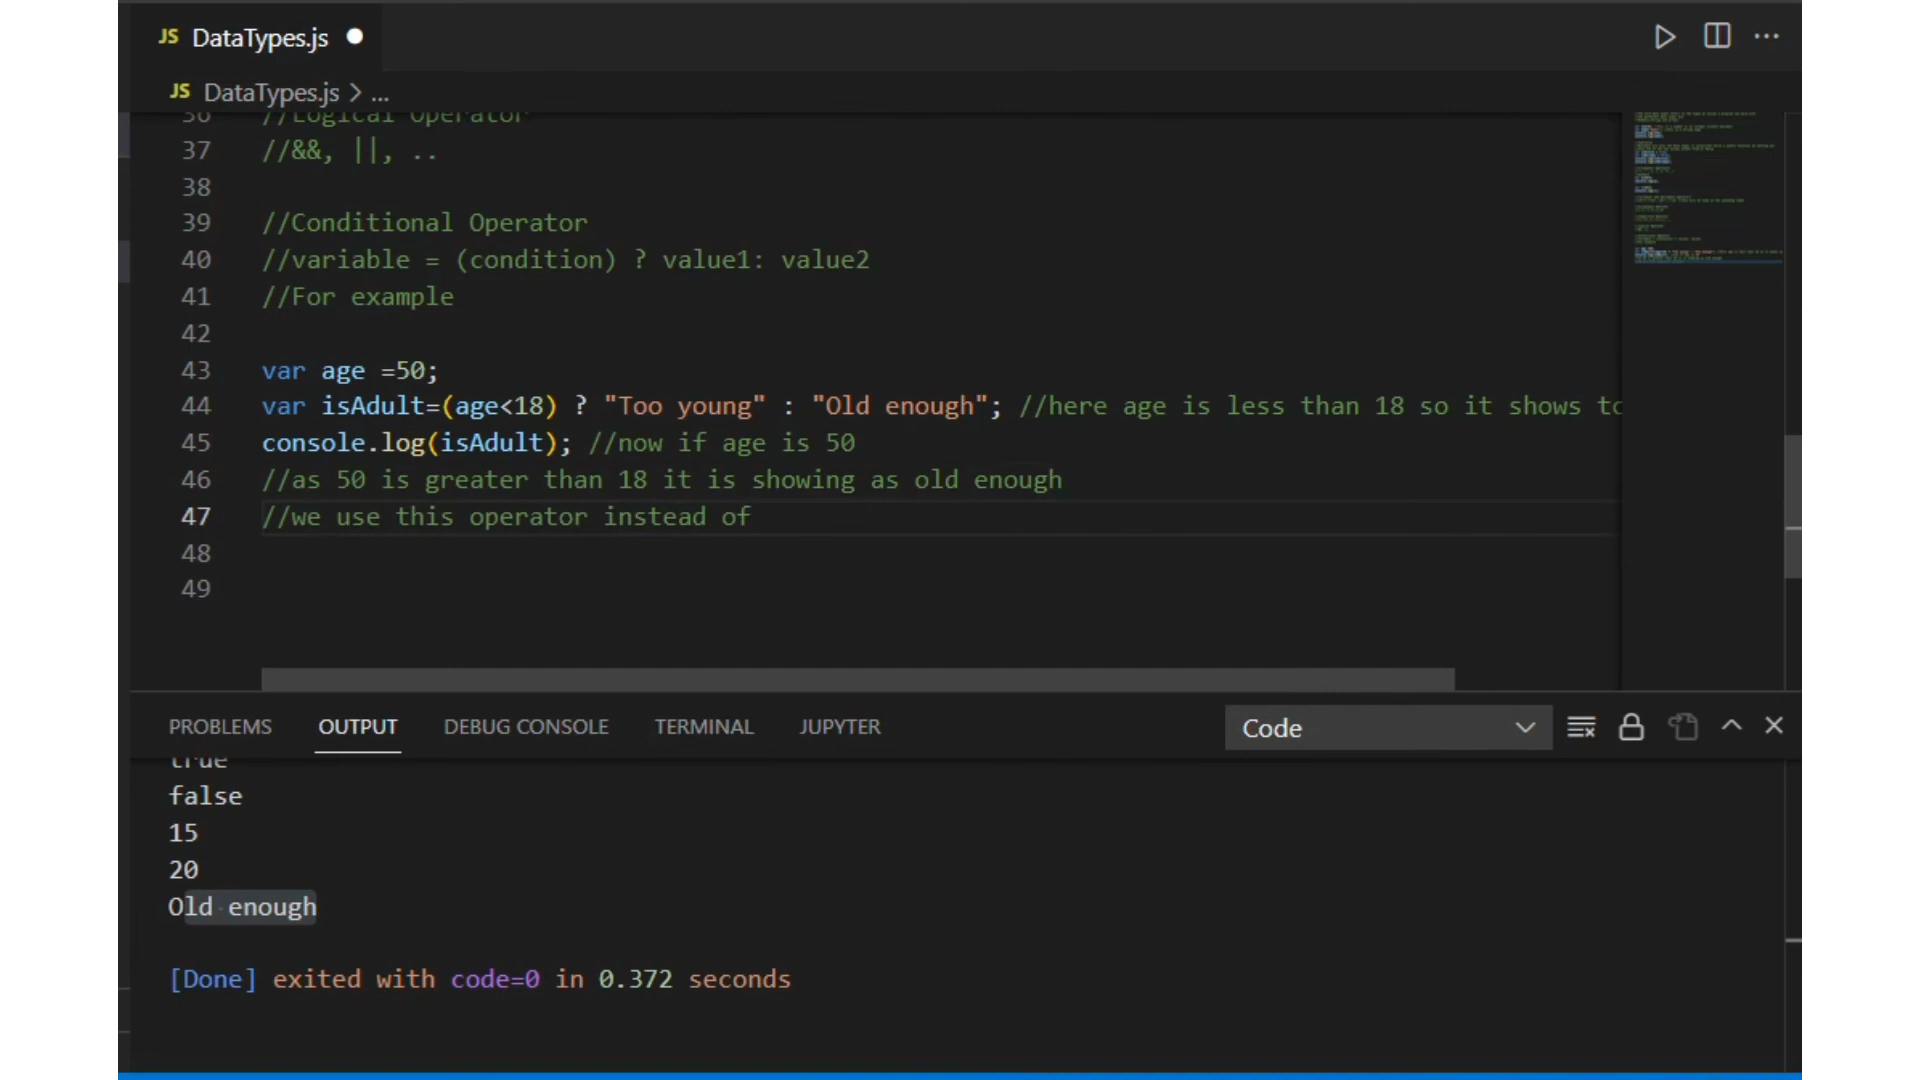 JS DataTypes.js
JS DataTypes.js > ...
36 //Logical Operator
37 //&&, ||, ..
38
39 //Conditional Operator
40 //variable = (condition) ? value1: value2
41 //For example
42
43 var age =50;
44 var isAdult=(age<18) ? "Too young" : "Old enough"; //here age is less than 18 so it shows to
45 console.log(isAdult); //now if age is 50
46 //as 50 is greater than 18 it is showing as old enough
47 //we use this operator instead of
48
49
PROBLEMS OUTPUT DEBUG CONSOLE TERMINAL JUPYTER Code
true
false
15
20
Old enough
[Done] exited with code=0 in 0.372 seconds